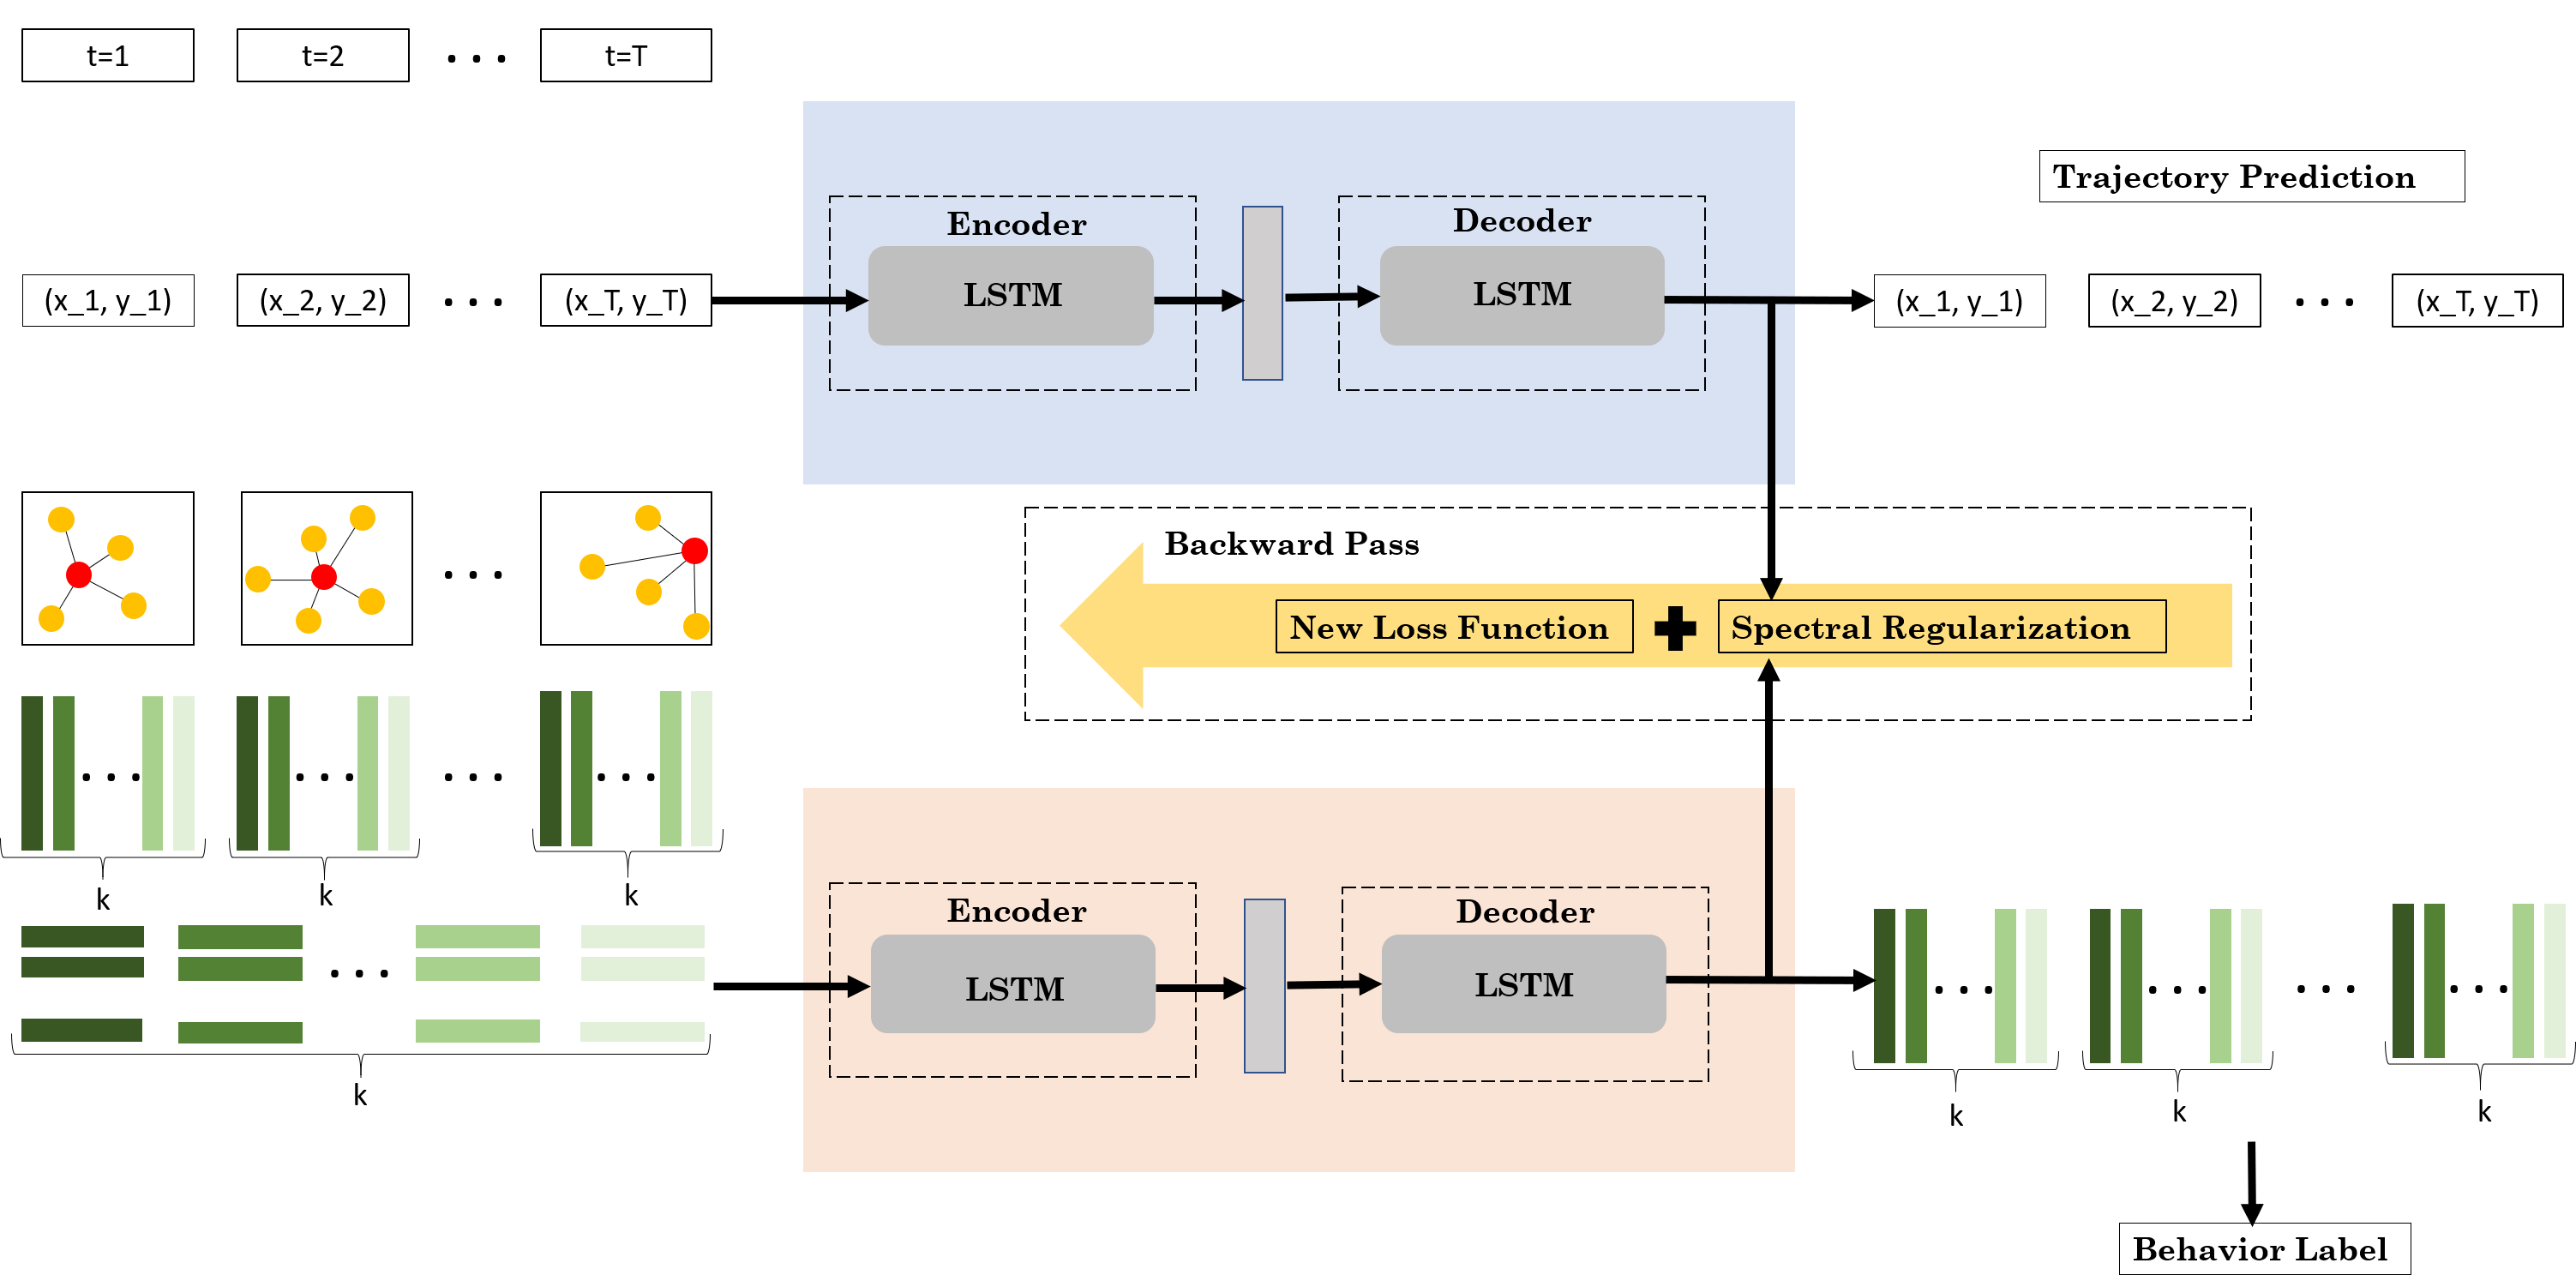 t=1
t=2
. . .
t=T
Trajectory Prediction
Encoder
LSTM
Decoder
LSTM
(x_1, y_1)
(x_2, y_2)
. . .
(x_T, y_T)
(x_1, y_1)
(x_2, y_2)
. . .
(x_T, y_T)
. . .
Backward Pass
New Loss Function
+
Spectral Regularization
. . .
. . .
. . .
. . .
k
k
k
. . .
k
Encoder
LSTM
Decoder
LSTM
. . .
. . .
. . .
. . .
k
k
k
Behavior Label